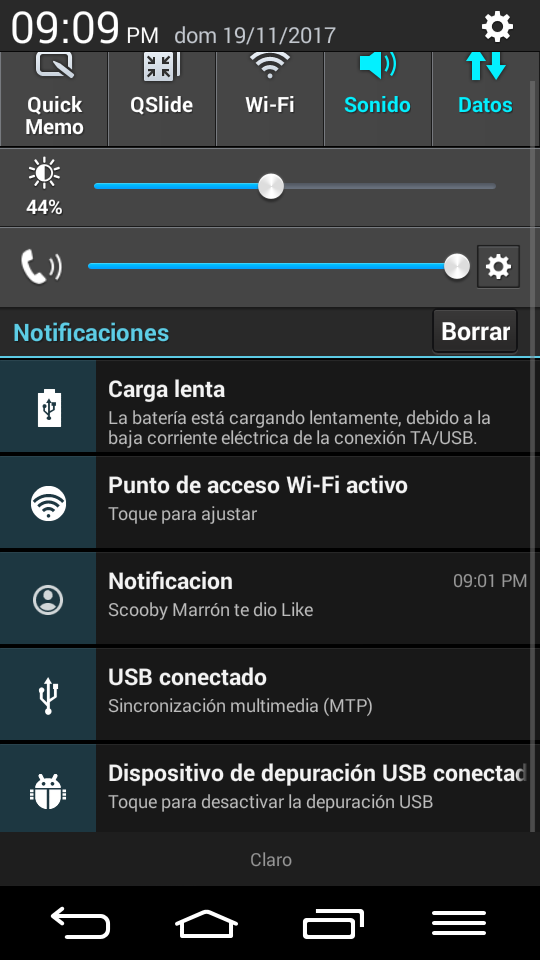 09:09 PM dom 19/11/2017
Quick
Memo
QSlide
Wi-Fi
Sonido
Datos
44%
Notificaciones
Borrar
Carga lenta
La batería está cargando lentamente, debido a la
baja corriente eléctrica de la conexión TA/USB.
Punto de acceso Wi-Fi activo
Toque para ajustar
Notificacion 09:01 PM
Scooby Marrón te dio Like
USB conectado
Sincronización multimedia (MTP)
Dispositivo de depuración USB conectad
Toque para desactivar la depuración USB
Claro